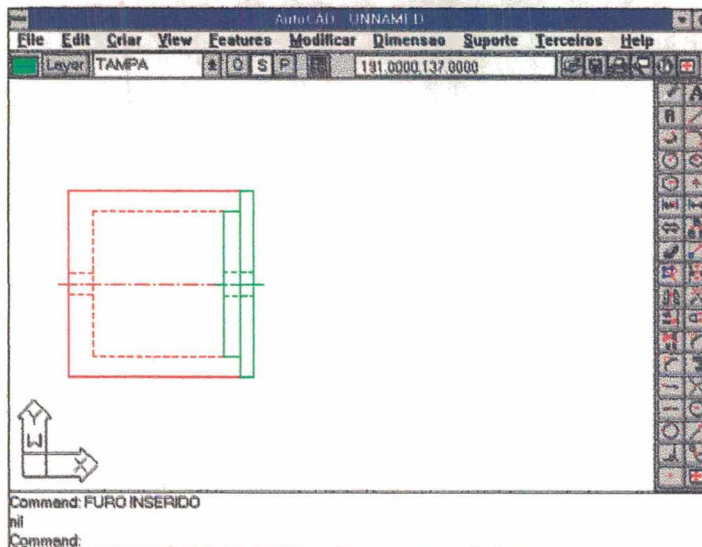 AutoCAD - UNNAMED
File Edit Criar View Features Modificar Dimensao Suporte Terceiros Help
Layer TAMPA O S P 191.0000,137.0000
A
Y
W
X
Command: FURO INSERIDO
nil
Command: